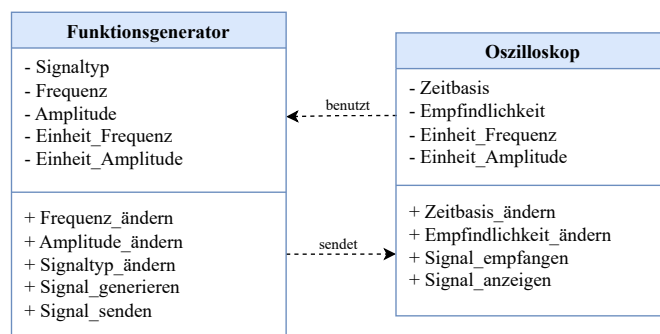 Funktionsgenerator
- Signaltyp
- Frequenz
- Amplitude
- Einheit_Frequenz
- Einheit_Amplitude
+ Frequenz_ändern
+ Amplitude_ändern
+ Signaltyp_ändern
+ Signal_generieren
+ Signal_senden
benutzt
sendet
Oszilloskop
- Zeitbasis
- Empfindlichkeit
- Einheit_Frequenz
- Einheit_Amplitude
+ Zeitbasis_ändern
+ Empfindlichkeit_ändern
+ Signal_empfangen
+ Signal_anzeigen